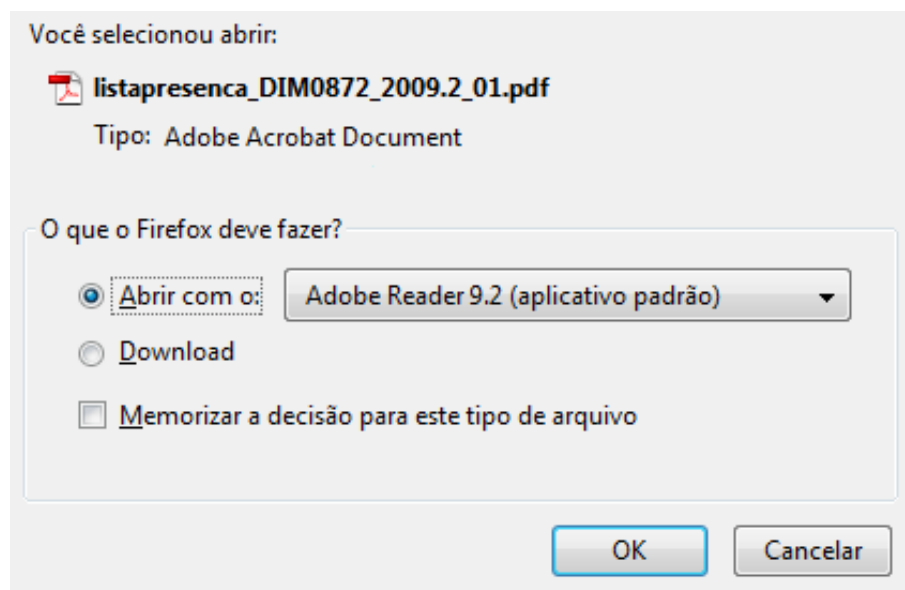 Você selecionou abrir:
listapresenca_DIM0872_2009.2_01.pdf
Tipo: Adobe Acrobat Document
O que o Firefox deve fazer?
Abrir com o: Adobe Reader 9.2 (aplicativo padrão)
Download
Memorizar a decisão para este tipo de arquivo
OK Cancelar